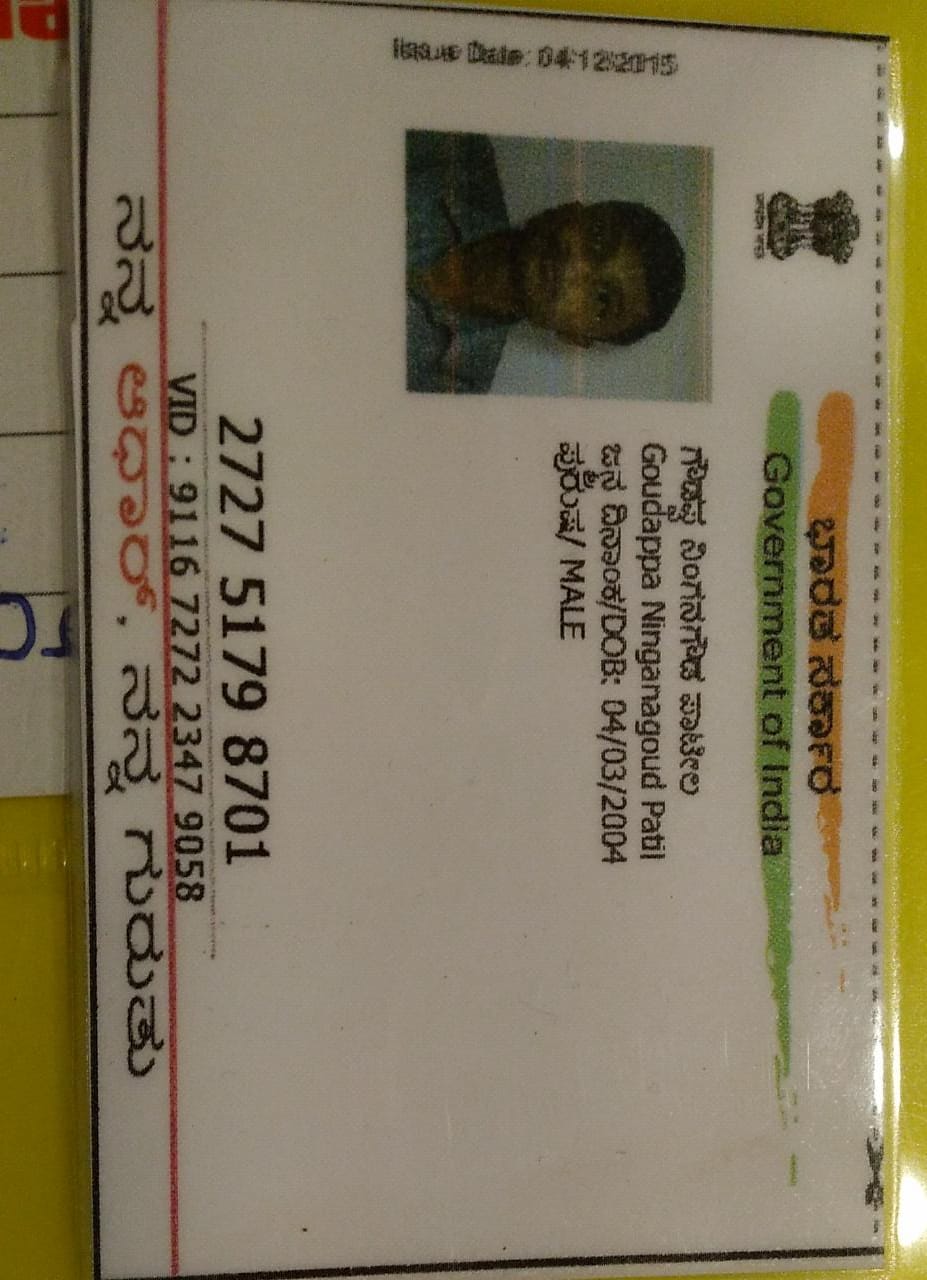 ಭಾರತ ಸರ್ಕಾರ
Government of India
Issue Date: 04/12/2015
ಗೌಡಪ್ಪ ನಿಂಗನಗೌಡ ಪಾಟೀಲ
Goudappa Ninganagoud Patil
ಜನ್ಮ ದಿನಾಂಕ/DOB: 04/03/2004
ಪುರುಷ/ MALE
2727 5179 8701
VID : 9116 7272 2347 9058
ನನ್ನ ಆಧಾರ್, ನನ್ನ ಗುರುತು